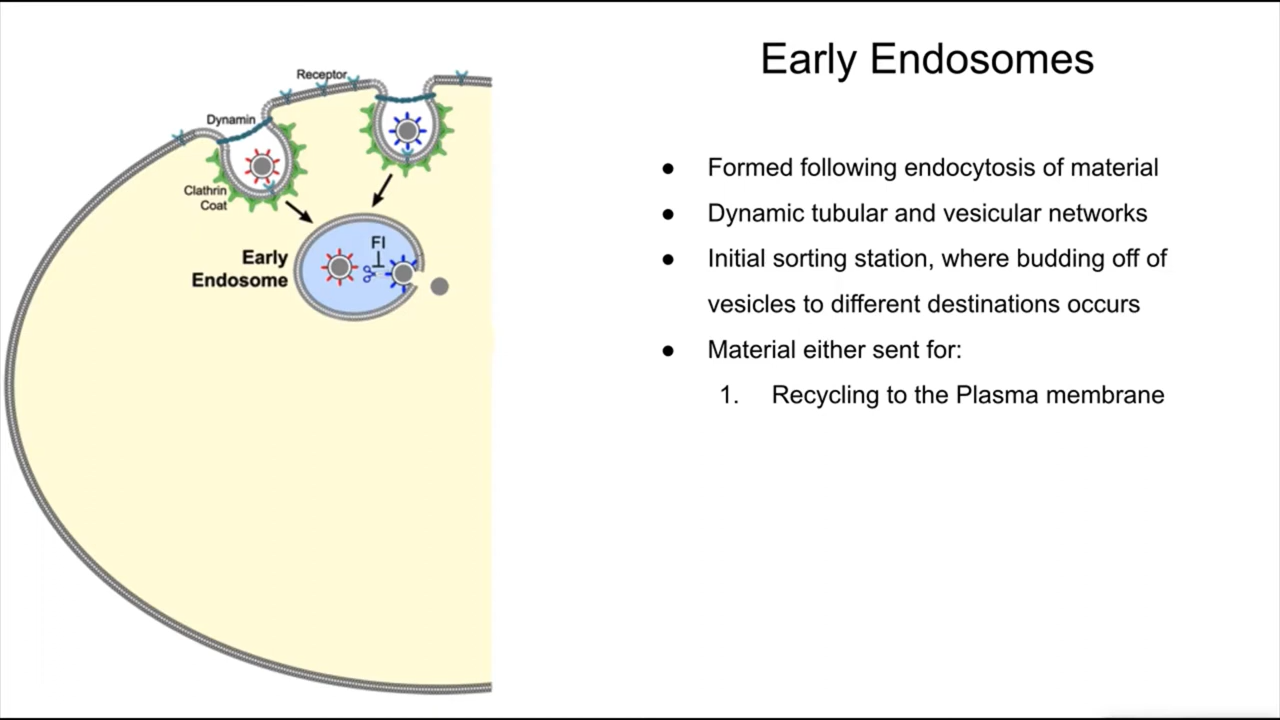 Early Endosomes
Receptor
Dynamin
Clathrin
Coat
FI
Early
Endosome
● Formed following endocytosis of material
● Dynamic tubular and vesicular networks
● Initial sorting station, where budding off of
vesicles to different destinations occurs
● Material either sent for:
1. Recycling to the Plasma membrane